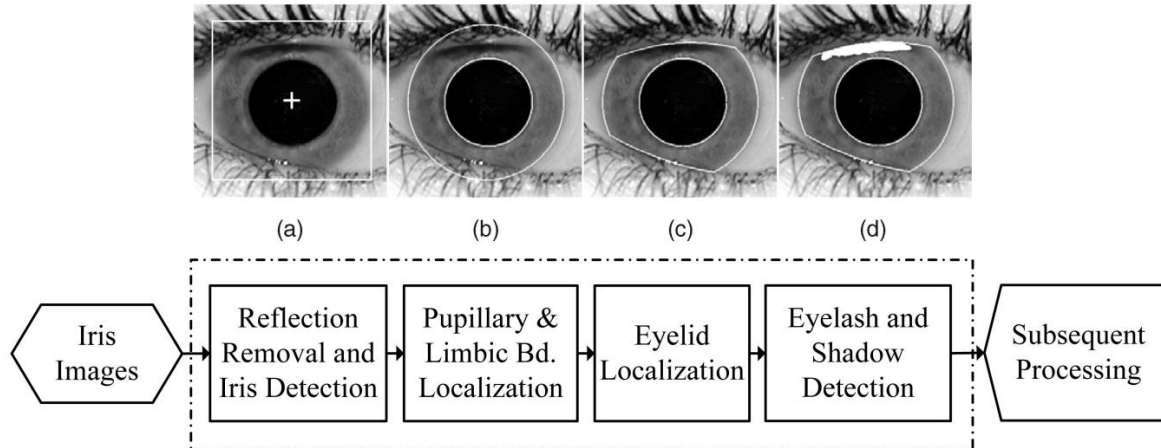 (a)
(b)
(c)
(d)
Iris
Images
Reflection
Removal and
Iris Detection
Pupillary &
Limbic Bd.
Localization
Eyelid
Localization
Eyelash and
Shadow
Detection
Subsequent
Processing